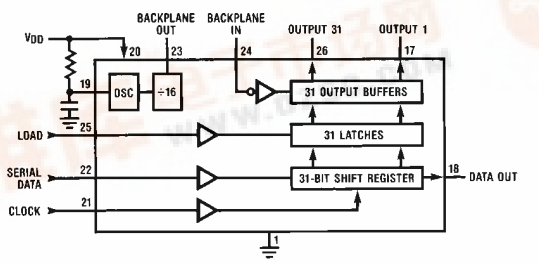 BACKPLANE OUT
BACKPLANE IN
OUTPUT 31
OUTPUT 1
VDD
20
23
24
26
17
19
OSC
÷16
31 OUTPUT BUFFERS
LOAD
25
31 LATCHES
SERIAL DATA
22
31-BIT SHIFT REGISTER
18
DATA OUT
CLOCK
21
1